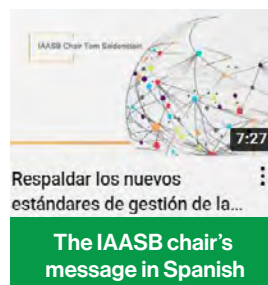 IAASB Chair Tom Seidenstein
7:27
Respaldar los nuevos
estándares de gestión de la...
The IAASB chair's
message in Spanish